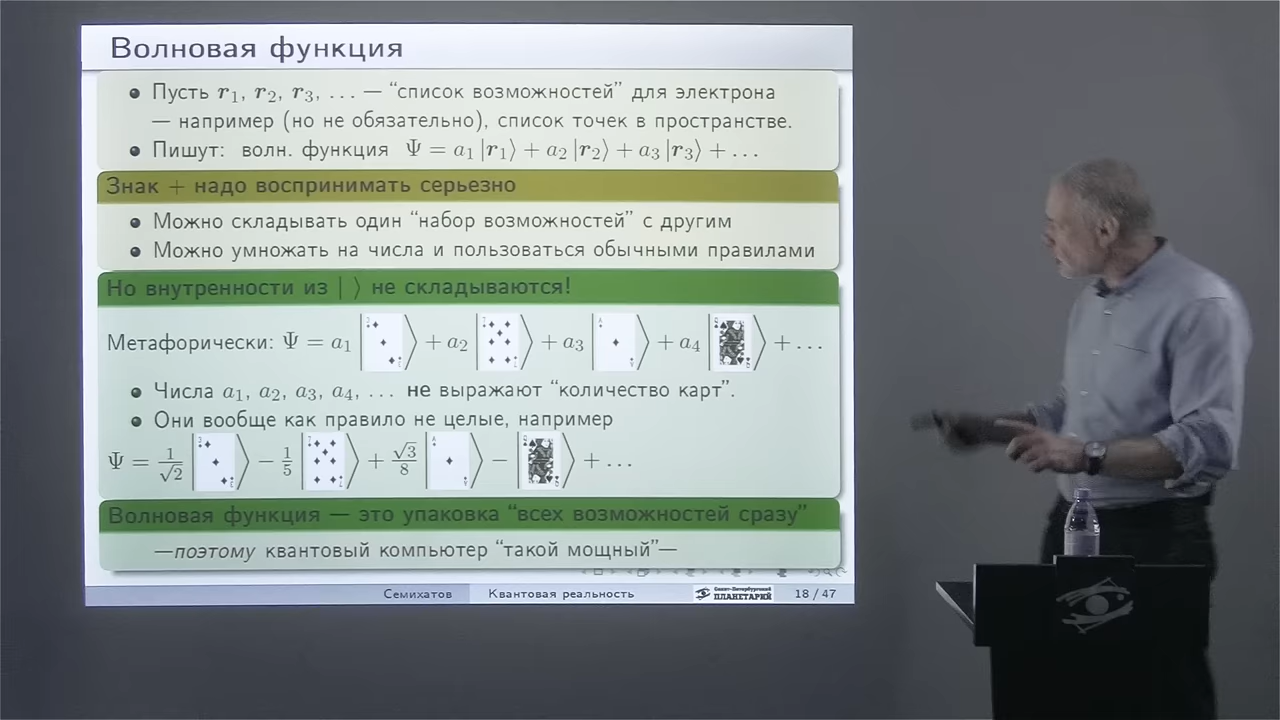 Волновая функция
Пусть r₁, r₂, r₃, ... — “список возможностей” для электрона
— например (но не обязательно), список точек в пространстве.
Пишут: волн. функция Ψ = a₁|r₁⟩ + a₂|r₂⟩ + a₃|r₃⟩ + ...
Знак + надо воспринимать серьезно
Можно складывать один “набор возможностей” с другим
Можно умножать на числа и пользоваться обычными правилами
Но внутренности из | ⟩ не складываются!
Метафорически: Ψ = a₁ ⟩ + a₂ ⟩ + a₃ ⟩ + a₄ ⟩ + ...
Числа a₁, a₂, a₃, a₄, ... не выражают “количество карт”.
Они вообще как правило не целые, например
Ψ = 1/√2 ⟩ − 1/5 ⟩ + √3/8 ⟩ − ⟩ + ...
Волновая функция — это упаковка “всех возможностей сразу”
—поэтому квантовый компьютер “такой мощный”—
Семихатов Квантовая реальность Санкт-Петербургский ПЛАНЕТАРИЙ 18 / 47